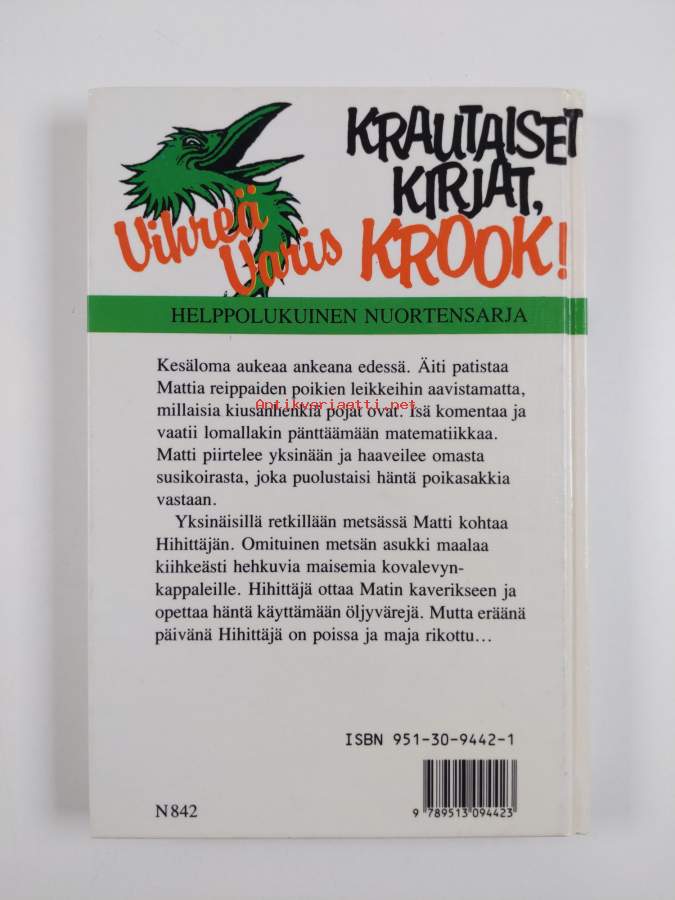 KRAUTAISET
KIRJAT,
KROOK!
Vihreä
Varis
HELPPOLUKUINEN NUORTENSARJA
Kesäloma aukeaa ankeana edessä. Äiti patistaa
Mattia reippaiden poikien leikkeihin aavistamatta,
millaisia kiusanhenkiä pojat ovat. Isä komentaa ja
Antikvariaatti.net
vaatii lomallakin pänttäämään matematiikkaa.
Matti piirtelee yksinään ja haaveilee omasta
susikoirasta, joka puolustaisi häntä poikasakkia
vastaan.
Yksinäisillä retkillään metsässä Matti kohtaa
Hihittäjän. Omituinen metsän asukki maalaa
kiihkeästi hehkuvia maisemia kovalevyn-
kappaleille. Hihittäjä ottaa Matin kaverikseen ja
opettaa häntä käyttämään öljyvärejä. Mutta eräänä
päivänä Hihittäjä on poissa ja maja rikottu...
ISBN 951-30-9442-1
9 789513 094423
N 842